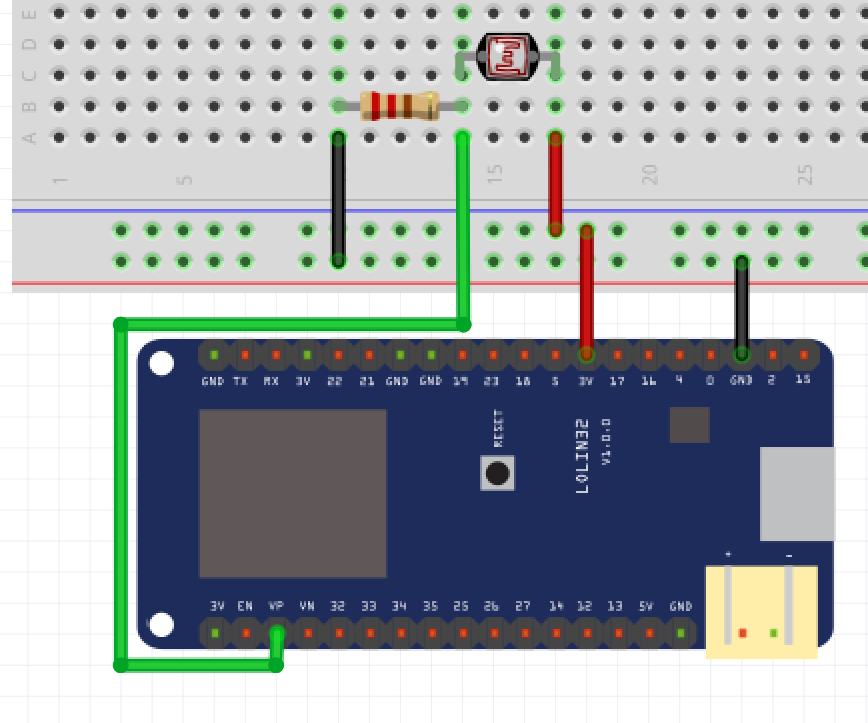 E
D
C
B
A
1 5 15 20 25
GND TX RX 3V 22 21 GND GND 19 23 18 5 3V 17 16 4 0 GND 2 15
RESET
LOLIN32
V1.0.0
+ -
3V EN VP VN 32 33 34 35 25 26 27 14 12 13 5V GND